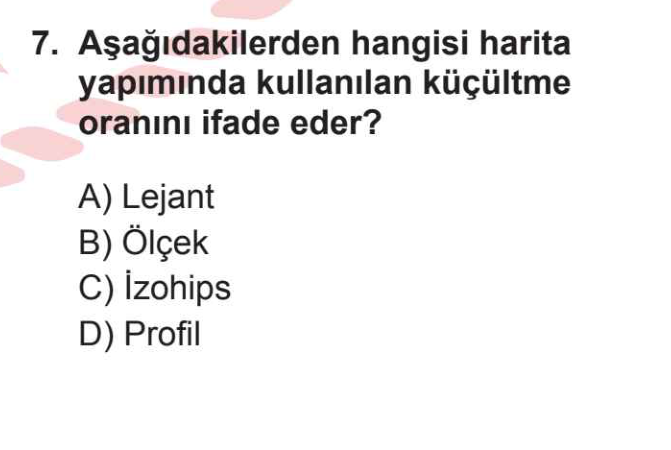 7. Aşağıdakilerden hangisi harita
yapımında kullanılan küçültme
oranını ifade eder?
A) Lejant
B) Ölçek
C) İzohips
D) Profil